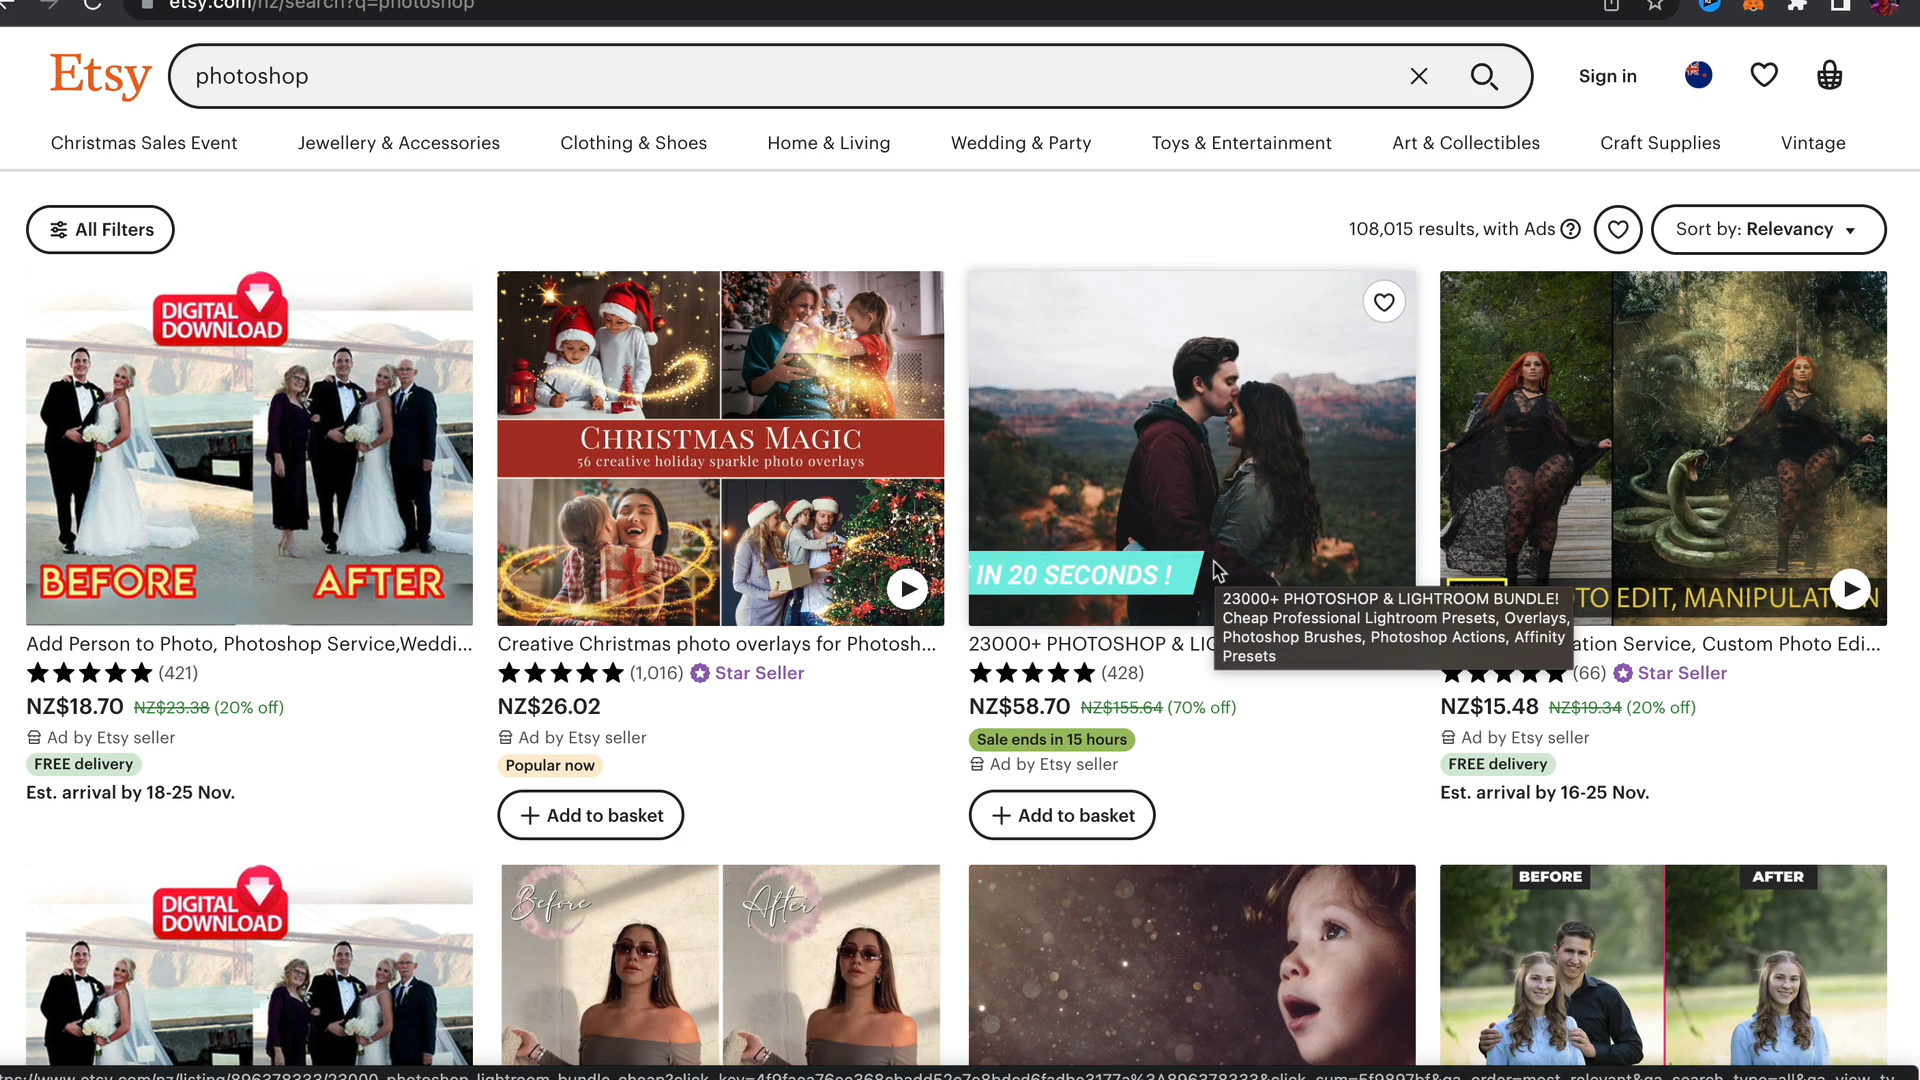 etsy.com/nz/search?q=photoshop
Etsy
photoshop
Sign in
Christmas Sales Event
Jewellery & Accessories
Clothing & Shoes
Home & Living
Wedding & Party
Toys & Entertainment
Art & Collectibles
Craft Supplies
Vintage
All Filters
108,015 results, with Ads
Sort by: Relevancy
DIGITAL
DOWNLOAD
BEFORE
AFTER
Add Person to Photo, Photoshop Service,Weddi...
(421)
NZ$18.70 NZ$23.38 (20% off)
Ad by Etsy seller
FREE delivery
Est. arrival by 18-25 Nov.
CHRISTMAS MAGIC
56 creative holiday sparkle photo overlays
Creative Christmas photo overlays for Photosh...
(1,016) Star Seller
NZ$26.02
Ad by Etsy seller
Popular now
+ Add to basket
IN 20 SECONDS !
23000+ PHOTOSHOP & LIGHTROOM BUNDLE!
Cheap Professional Lightroom Presets, Overlays,
Photoshop Brushes, Photoshop Actions, Affinity
Presets
23000+ PHOTOSHOP &
(428)
NZ$58.70 NZ$155.64 (70% off)
Sale ends in 15 hours
Ad by Etsy seller
+ Add to basket
EDIT,
Service, Custom Photo Edi...
(66) Star Seller
NZ$15.48 NZ$19.34 (20% off)
Ad by Etsy seller
FREE delivery
Est. arrival by 16-25 Nov.
DIGITAL
DOWNLOAD
Before
After
BEFORE
AFTER